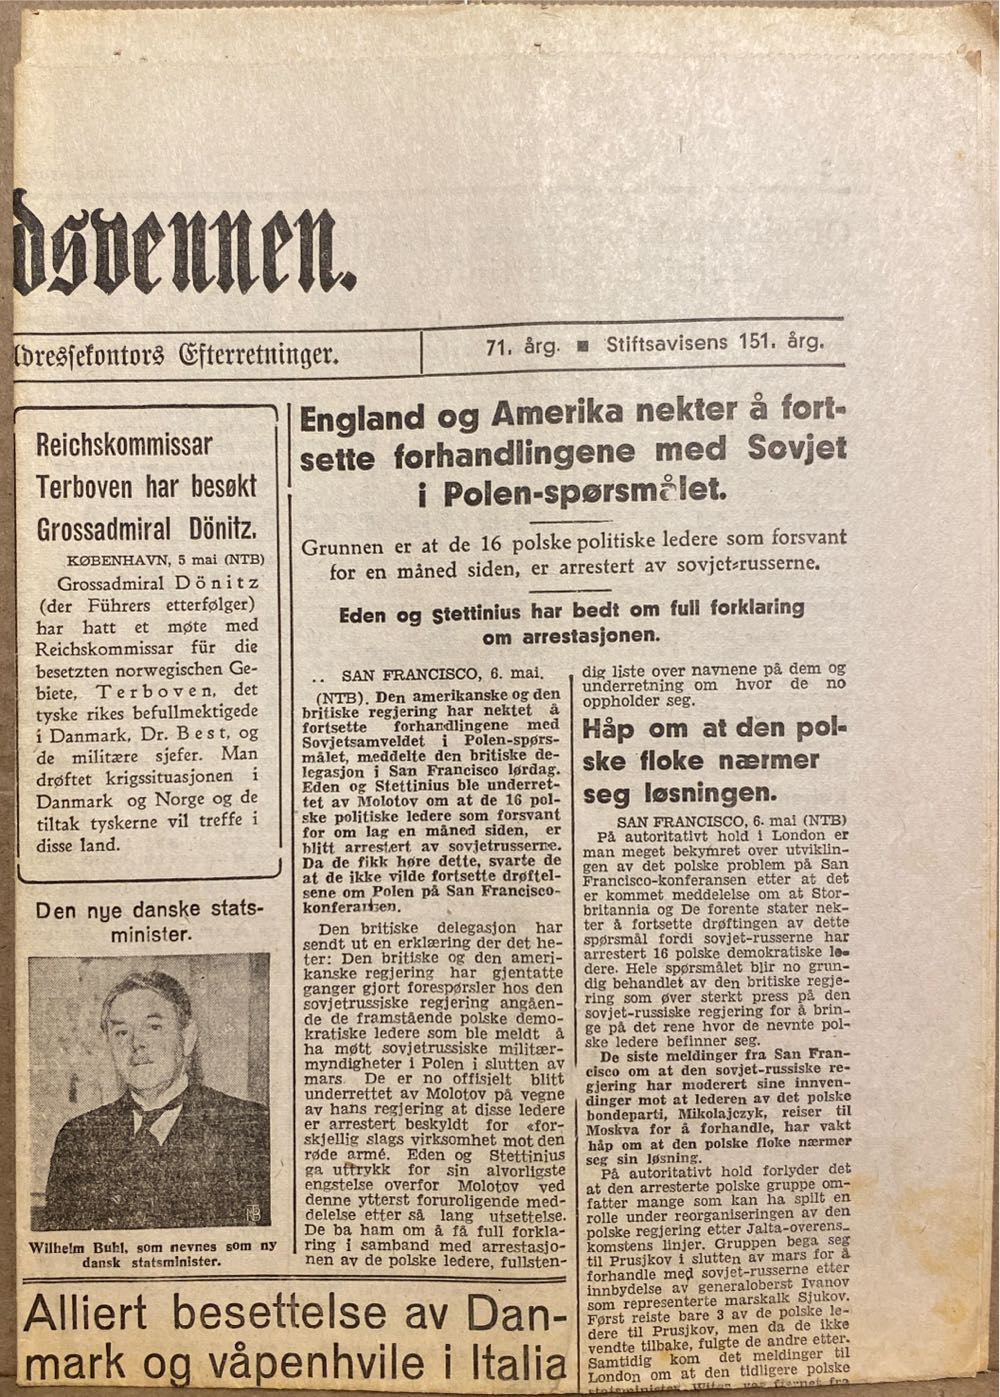 dsvennen.
dressekontors Efterretninger.
71. årg. ■ Stiftsavisens 151. årg.
Reichskommissar
Terboven har besøkt
Grossadmiral Dönitz.
KØBENHAVN, 5 mai (NTB)
Grossadmiral Dönitz
(der Führers etterfølger)
har hatt et møte med
Reichskommissar für die
besetzten norwegischen Ge-
biete, Terboven, det
tyske rikes befullmektigede
i Danmark, Dr. Best, og
de militære sjefer. Man
drøftet krigssituasjonen i
Danmark og Norge og de
tiltak tyskerne vil treffe i
disse land.
Den nye danske stats-
minister.
Wilhelm Buhl, som nevnes som ny
dansk statsminister.
England og Amerika nekter å fort-
sette forhandlingene med Sovjet
i Polen-spørsmålet.
Grunnen er at de 16 polske politiske ledere som forsvant
for en måned siden, er arrestert av sovjet-russerne.
Eden og Stettinius har bedt om full forklaring
om arrestasjonen.
.. SAN FRANCISCO, 6. mai.
(NTB). Den amerikanske og den
britiske regjering har nektet å
fortsette forhandlingene med
Sovjetsamveldet i Polen-spørs-
målet, meddelte den britiske de-
legasjon i San Francisco lørdag.
Eden og Stettinius ble underret-
tet av Molotov om at de 16 pol-
ske politiske ledere som forsvant
for om lag en måned siden, er
blitt arrestert av sovjetrusserne.
Da de fikk høre dette, svarte de
at de ikke vilde fortsette drøftel-
sene om Polen på San Francisco-
konferansen.
Den britiske delegasjon har
sendt ut en erklæring der det he-
ter: Den britiske og den ameri-
kanske regjering har gjentatte
ganger gjort forespørsler hos den
sovjetrussiske regjering angåen-
de de framstående polske demo-
kratiske ledere som ble meldt å
ha møtt sovjetrussiske militær-
myndigheter i Polen i slutten av
mars. De er no offisielt blitt
underrettet av Molotov på vegne
av hans regjering at disse ledere
er arrestert beskyldt for «for-
skjellig slags virksomhet mot den
røde armé. Eden og Stettinius
ga uttrykk for sin alvorligste
engstelse overfor Molotov ved
denne ytterst foruroligende med-
delelse etter så lang utsettelse.
De ba ham om å få full forkla-
ring i samband med arrestasjo-
nen av de polske ledere, fullsten-
dig liste over navnene på dem og
underretning om hvor de no
oppholder seg.
Håp om at den pol-
ske floke nærmer
seg løsningen.
SAN FRANCISCO, 6. mai (NTB)
På autoritativt hold i London er
man meget bekymret over utviklin-
gen av det polske problem på San
Francisco-konferansen etter at det
er kommet meddelelse om at Stor-
britannia og De forente stater nek-
ter å fortsette drøftingen av dette
spørsmål fordi sovjet-russerne har
arrestert 16 polske demokratiske le-
dere. Hele spørsmålet blir no grun-
dig behandlet av den britiske regje-
ring som øver sterkt press på den
sovjet-russiske regjering for å brin-
ge på det rene hvor de nevnte pol-
ske ledere befinner seg.
De siste meldinger fra San Fran-
cisco om at den sovjet-russiske re-
gjering har moderert sine innven-
dinger mot at lederen av det polske
bondeparti, Mikolajczyk, reiser til
Moskva for å forhandle, har vakt
håp om at den polske floke nærmer
seg sin løsning.
På autoritativt hold forlyder det
at den arresterte polske gruppe om-
fatter mange som kan ha spilt en
rolle under reorganiseringen av den
polske regjering etter Jalta-overens-
komstens linjer. Gruppen bega seg
til Prusjkov i slutten av mars for å
forhandle med sovjet-russerne etter
innbydelse av generaloberst Ivanov
som representerte marskalk Sjukov.
Først reiste bare 3 av de polske le-
dere til Prusjkov, men da de ikke
vendte tilbake, fulgte de andre etter.
Samtidig kom det meldinger til
London om at den tidligere polske
Alliert besettelse av Dan-
mark og våpenhvile i Italia